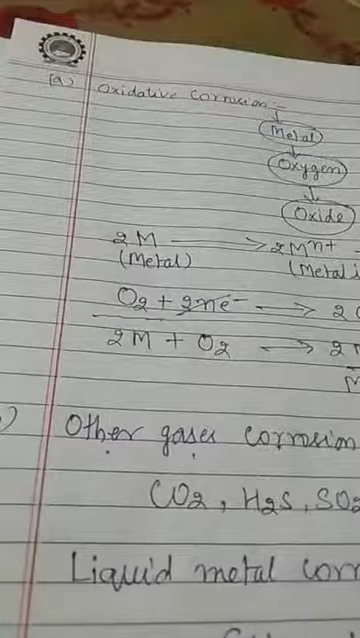 (a) Oxidative Corrosion :-
Metal
Oxygen
Oxide
2M → 2Mn+
(Metal) (Metal i
O2 + 2ne- → 2
2M + O2 → 2
M
Other gases corrosion
CO2, H2S, SO2
Liquid metal corr